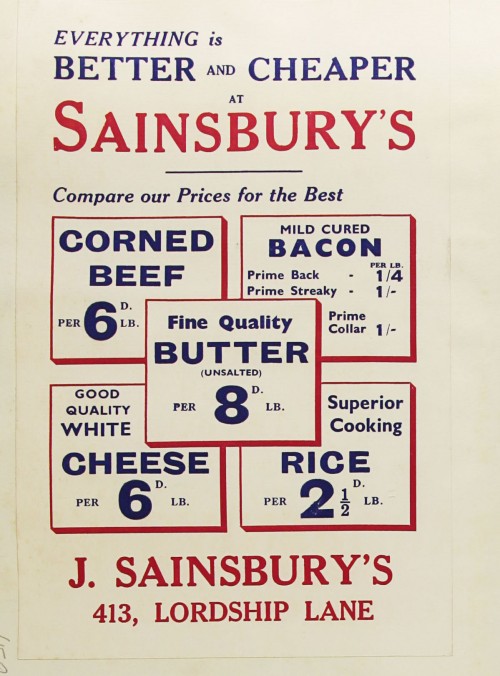 EVERYTHING is
BETTER AND CHEAPER
AT
SAINSBURY'S
Compare our Prices for the Best
CORNED
BEEF
PER 6 D. LB.
MILD CURED
BACON
PER LB.
Prime Back - 1/4
Prime Streaky - 1/-
Prime
Collar 1/-
Fine Quality
BUTTER
(UNSALTED)
PER 8 D. LB.
GOOD
QUALITY
WHITE
CHEESE
PER 6 D. LB.
Superior
Cooking
RICE
PER 2 1/2 D. LB.
J. SAINSBURY'S
413, LORDSHIP LANE